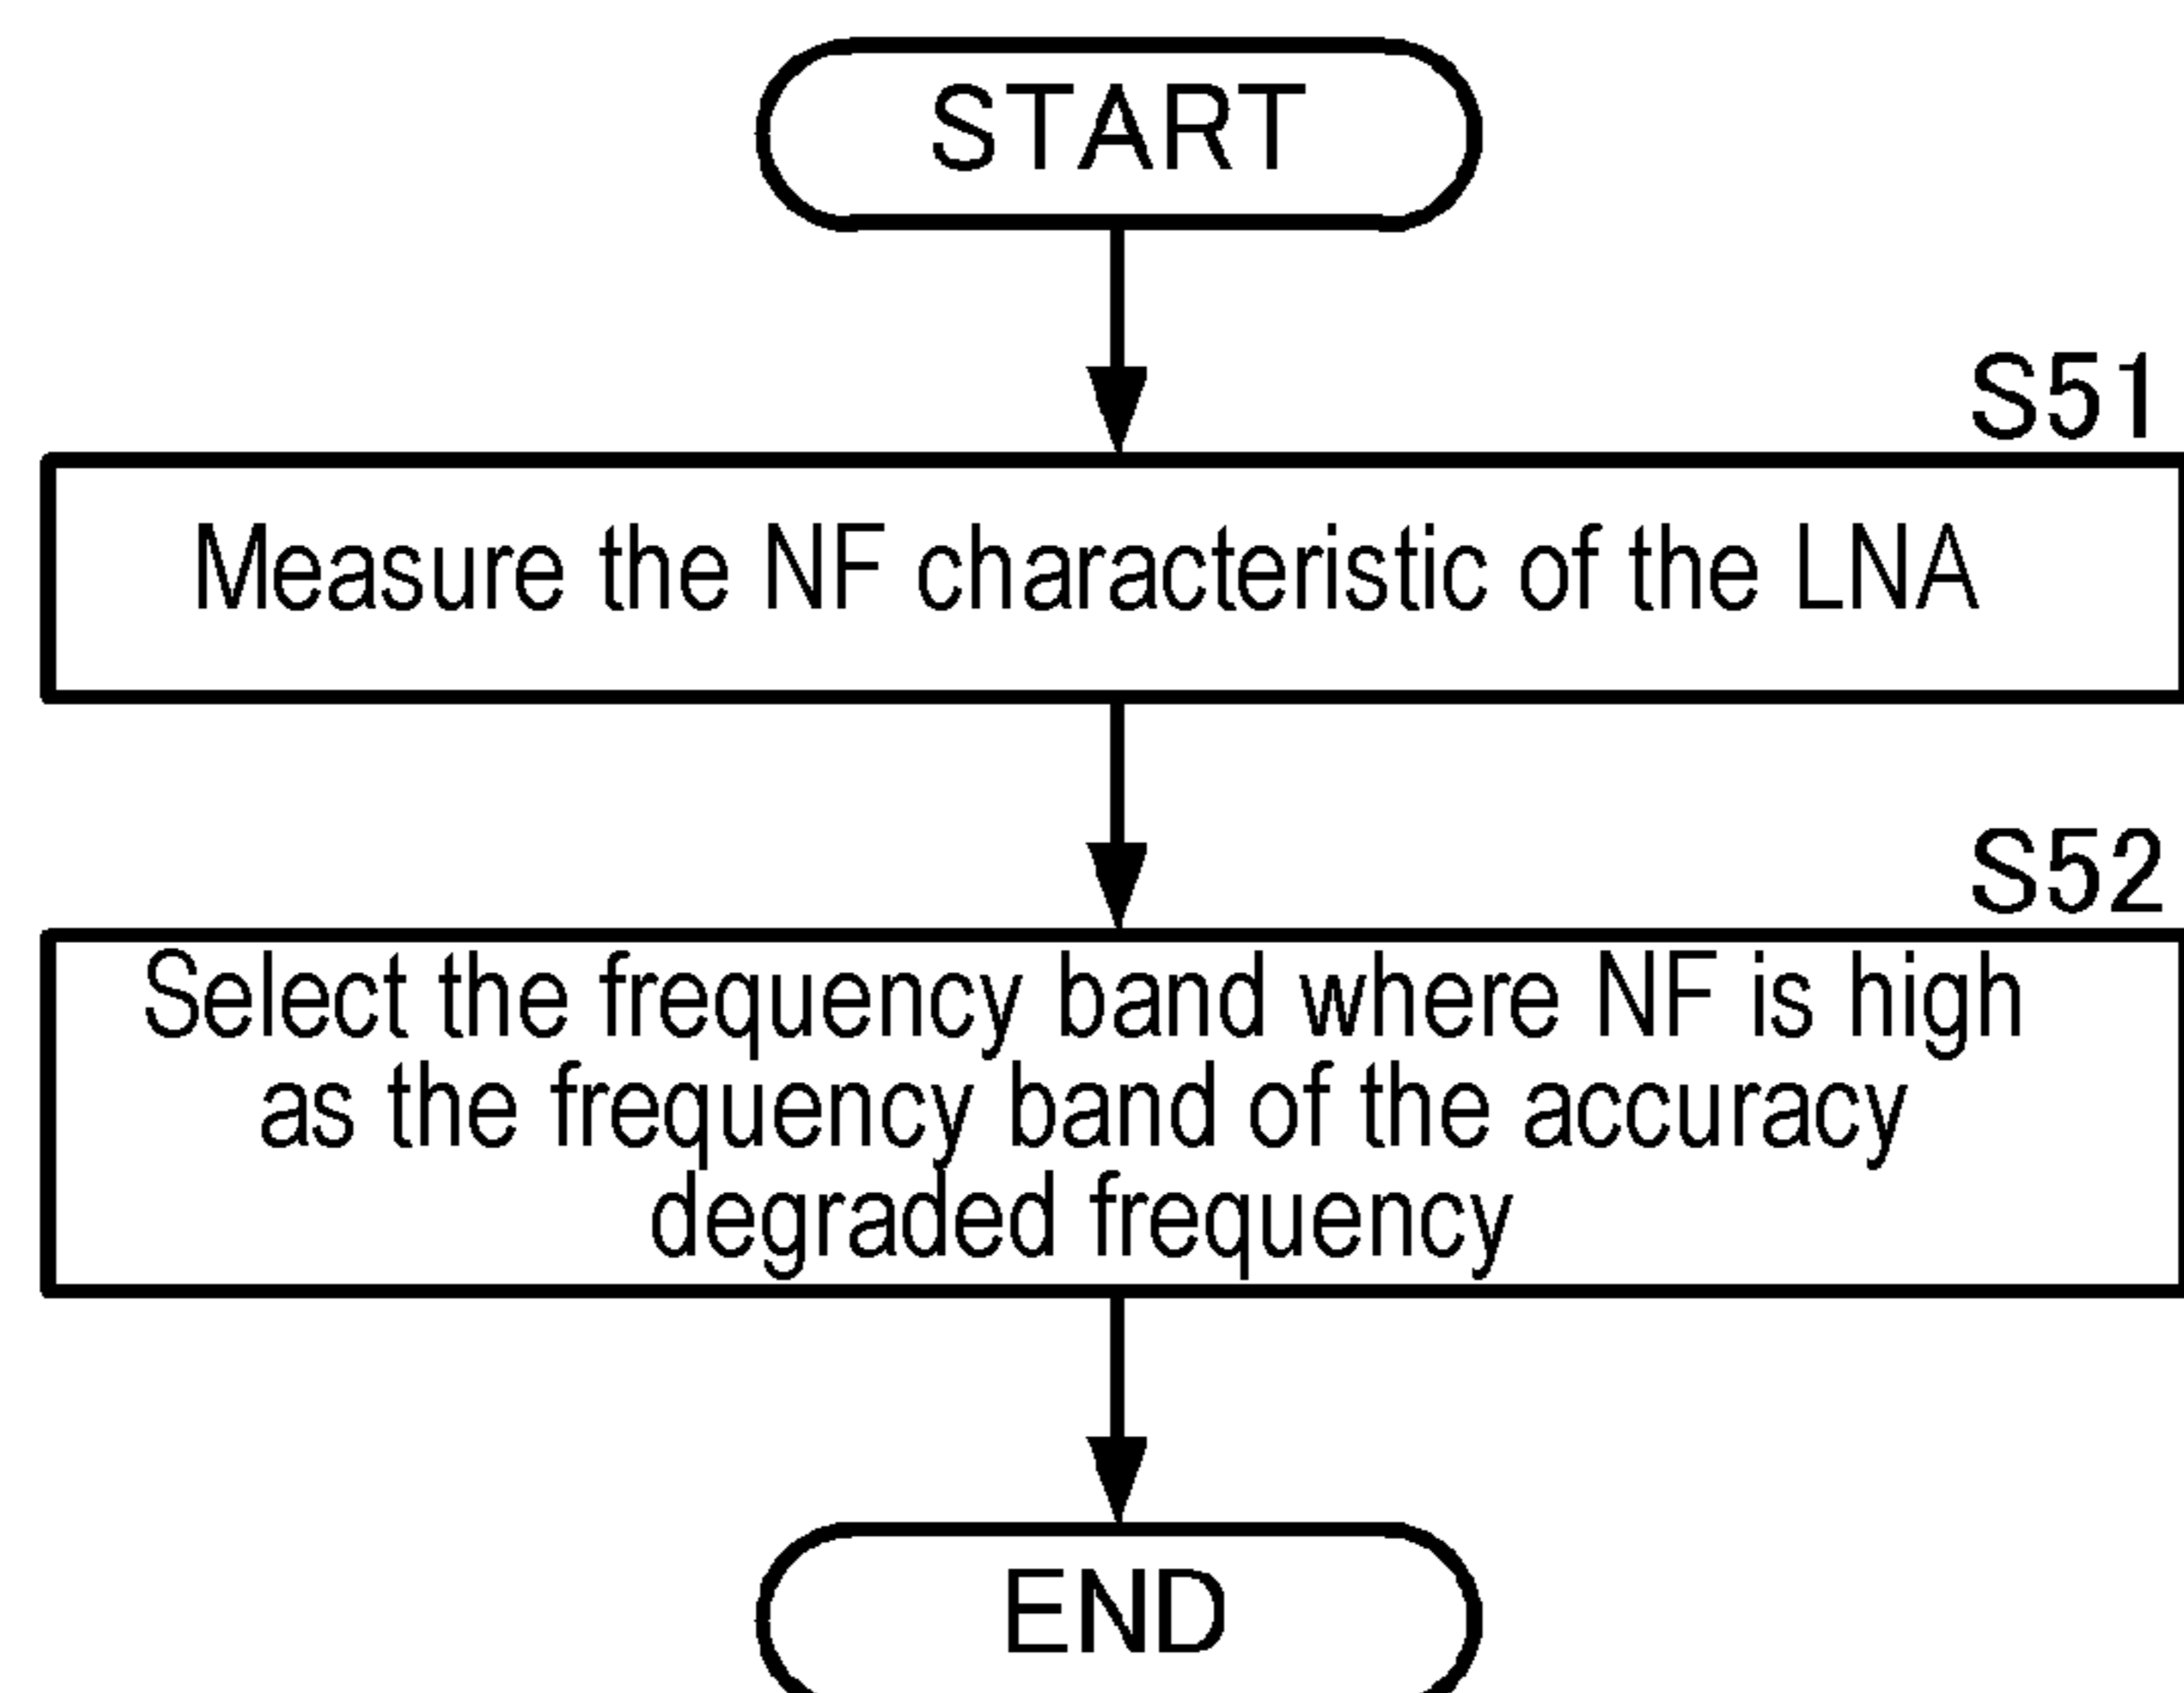 START
S51
Measure the NF characteristic of the LNA
S52
Select the frequency band where NF is high
as the frequency band of the accuracy
degraded frequency
END